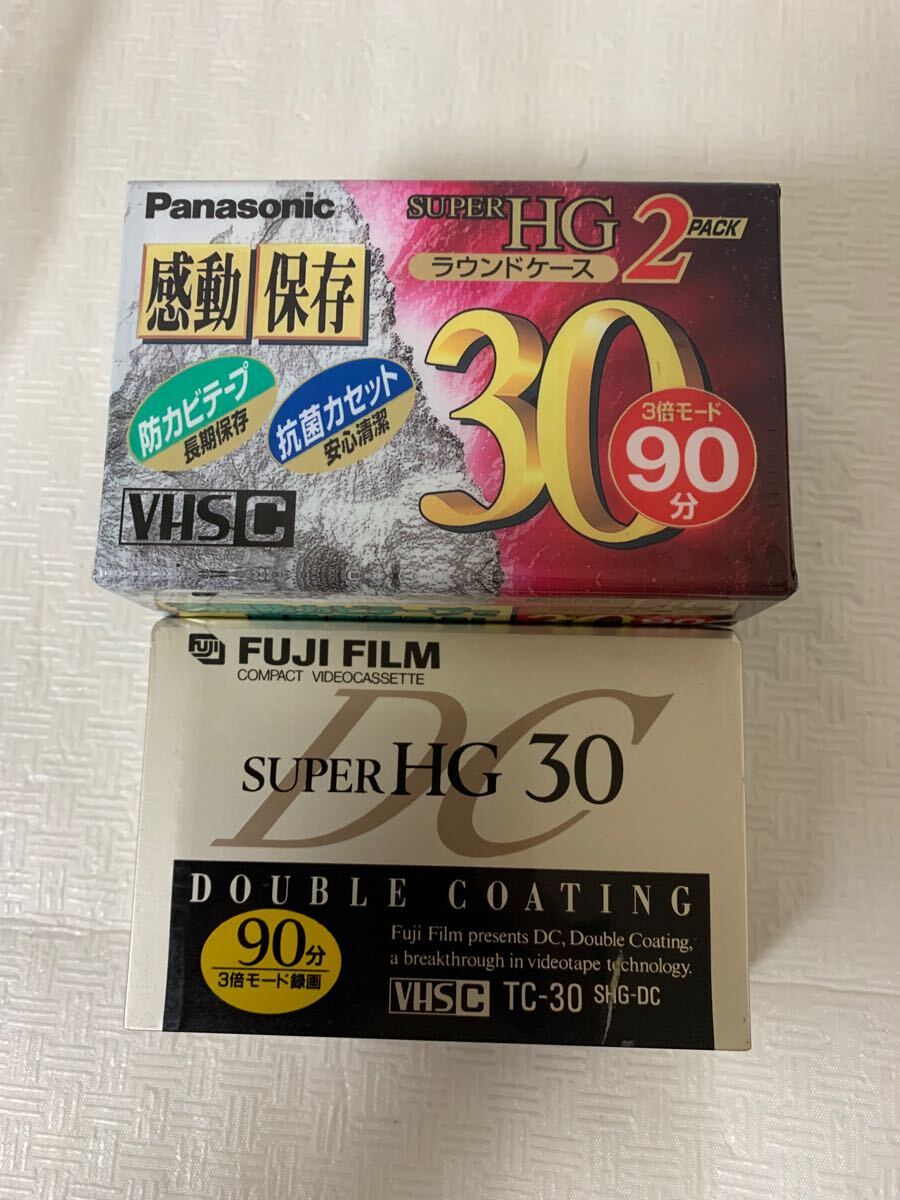 Panasonic
SUPER HG 2 PACK
ラウンドケース
感動 保存
30
防カビテープ
長期保存
抗菌カセット
安心清潔
3倍モード
90
分
VHS C
FUJI FUJI FILM
COMPACT VIDEOCASSETTE
DC
SUPER HG 30
DOUBLE COATING
90分
3倍モード録画
Fuji Film presents DC, Double Coating,
a breakthrough in videotape technology.
VHS C TC-30 SHG-DC